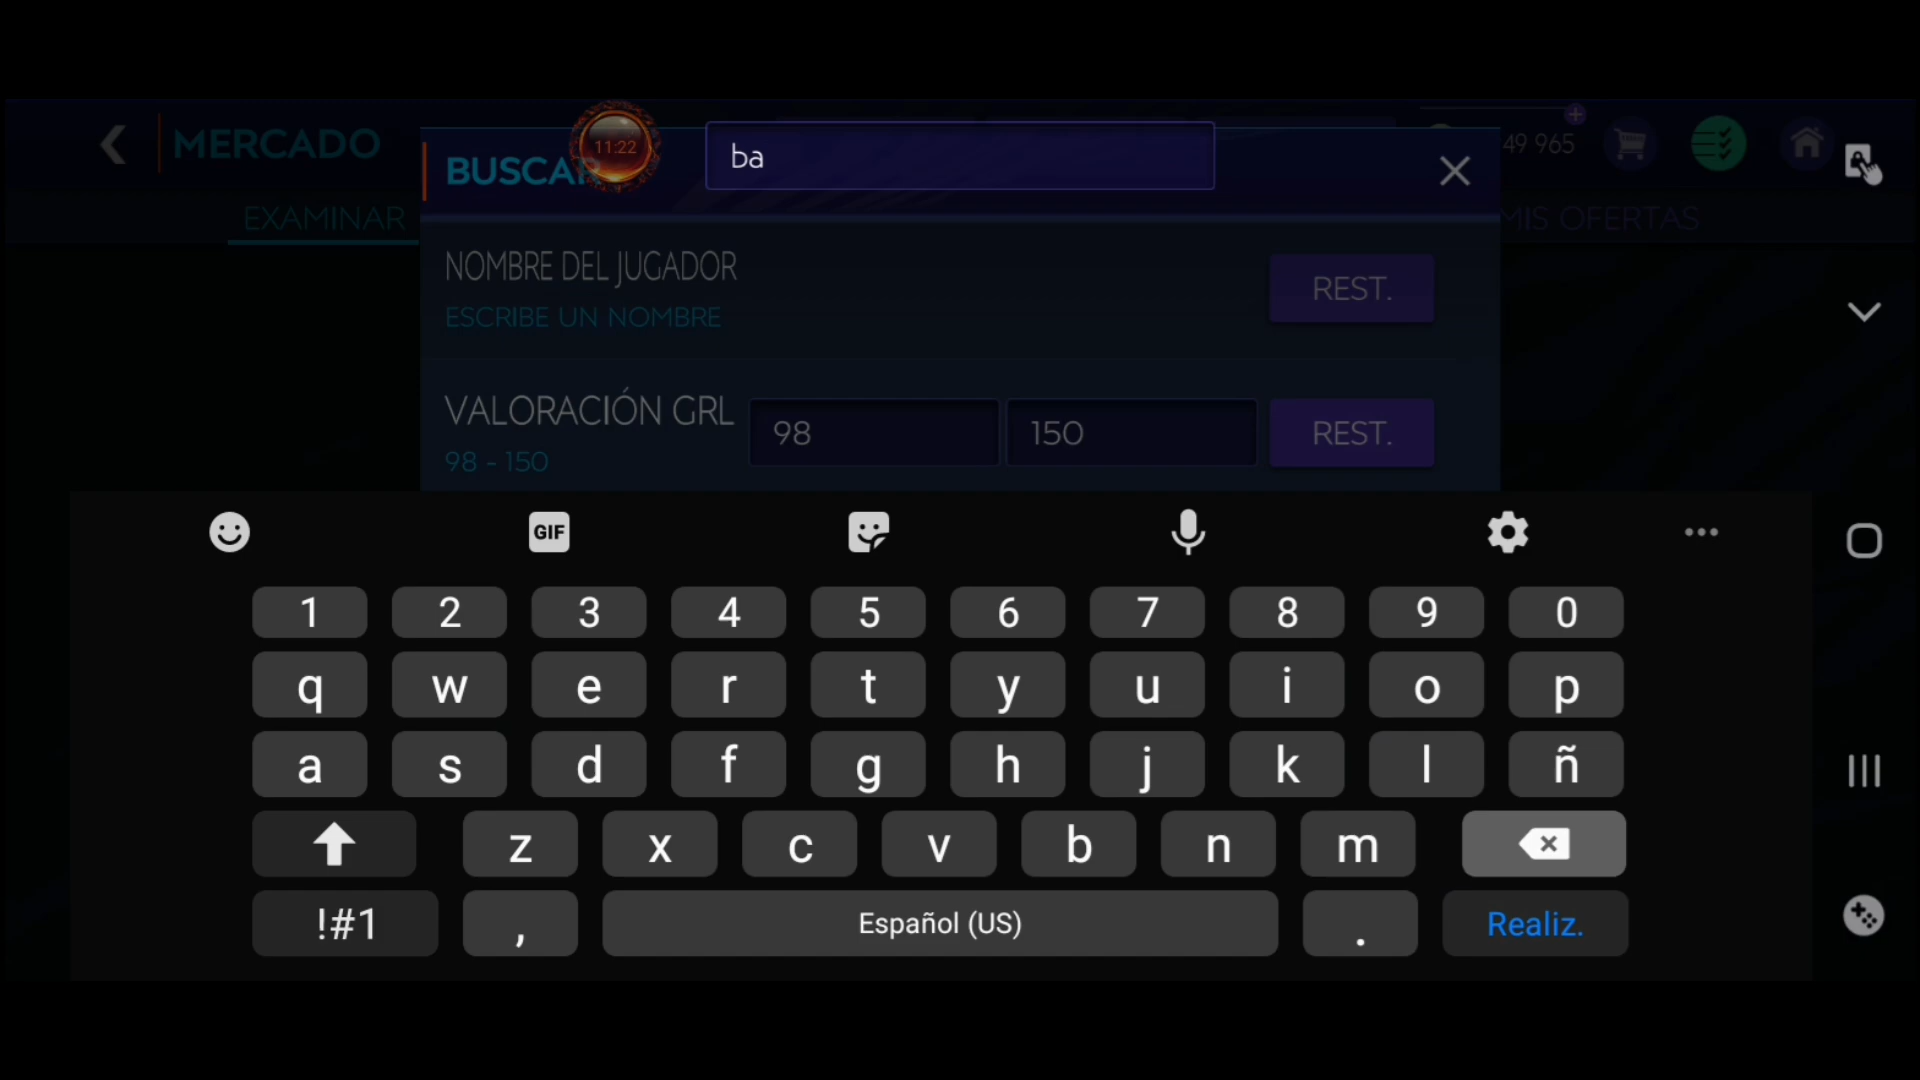 MERCADO
11:22
BUSCAR
ba
49 965
EXAMINAR
MIS OFERTAS
NOMBRE DEL JUGADOR
ESCRIBE UN NOMBRE
REST.
VALORACIÓN GRL
98 - 150
98
150
REST.
GIF
1 2 3 4 5 6 7 8 9 0
q w e r t y u i o p
a s d f g h j k l ñ
z x c v b n m
!#1 , Español (US) . Realiz.